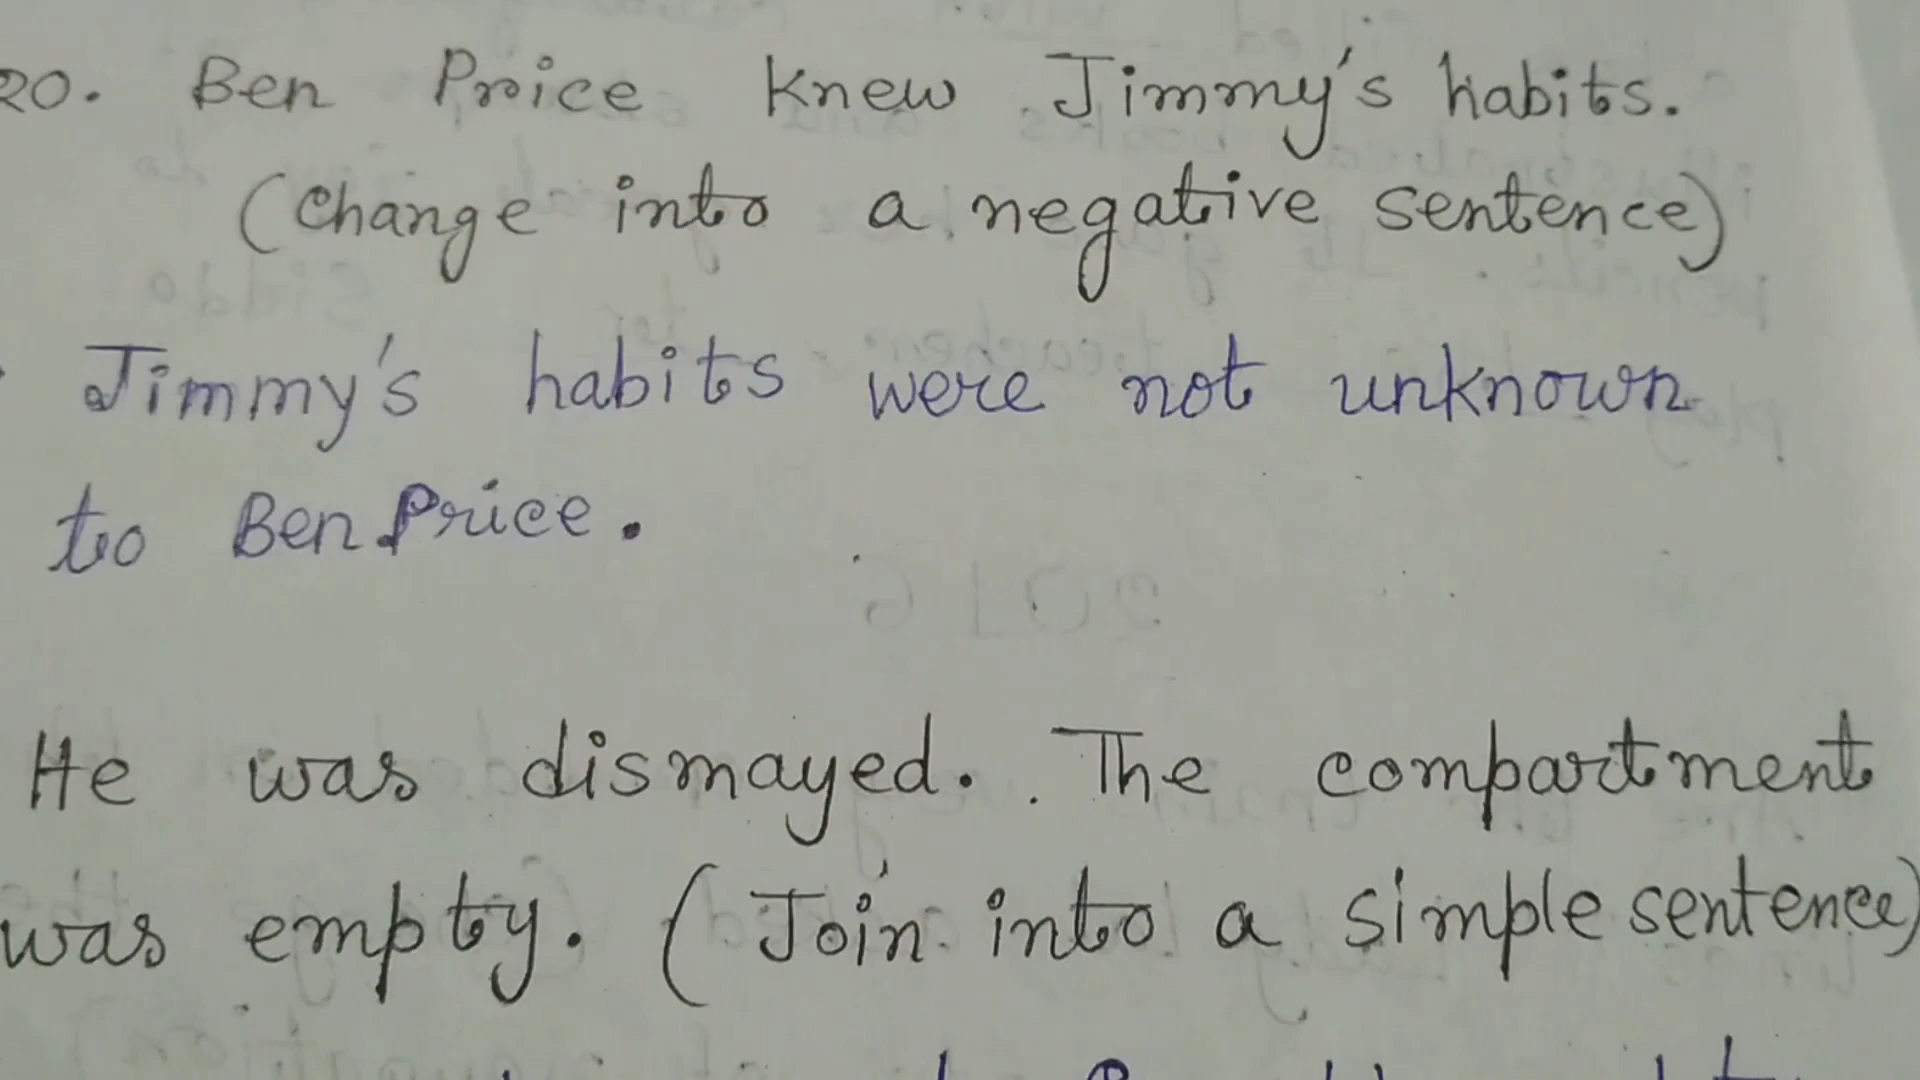 20. Ben Price knew Jimmy's habits.
(Change into a negative sentence)
Jimmy's habits were not unknown
to Ben Price.
He was dismayed. The compartment
was empty. (Join into a simple sentence)